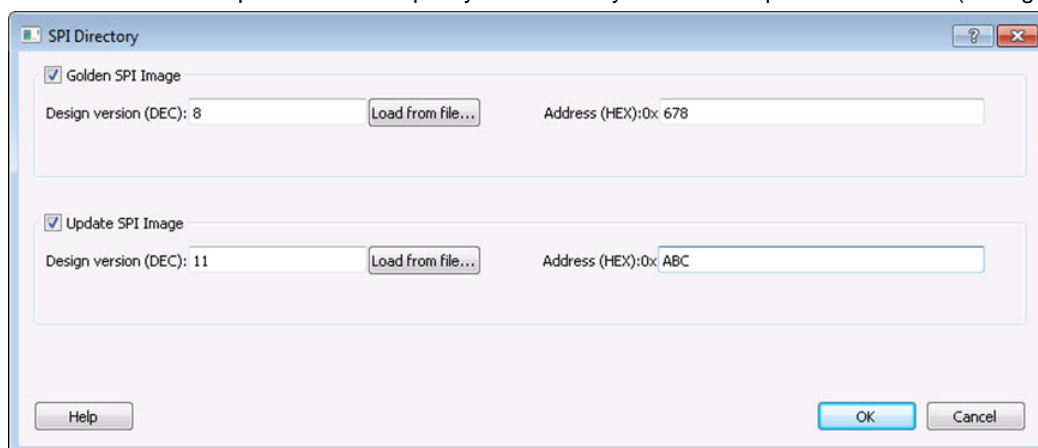 SPI Directory
Golden SPI Image
Design version (DEC): 8 Load from file... Address (HEX):0x 678
Update SPI Image
Design version (DEC): 11 Load from file... Address (HEX):0x ABC
Help OK Cancel